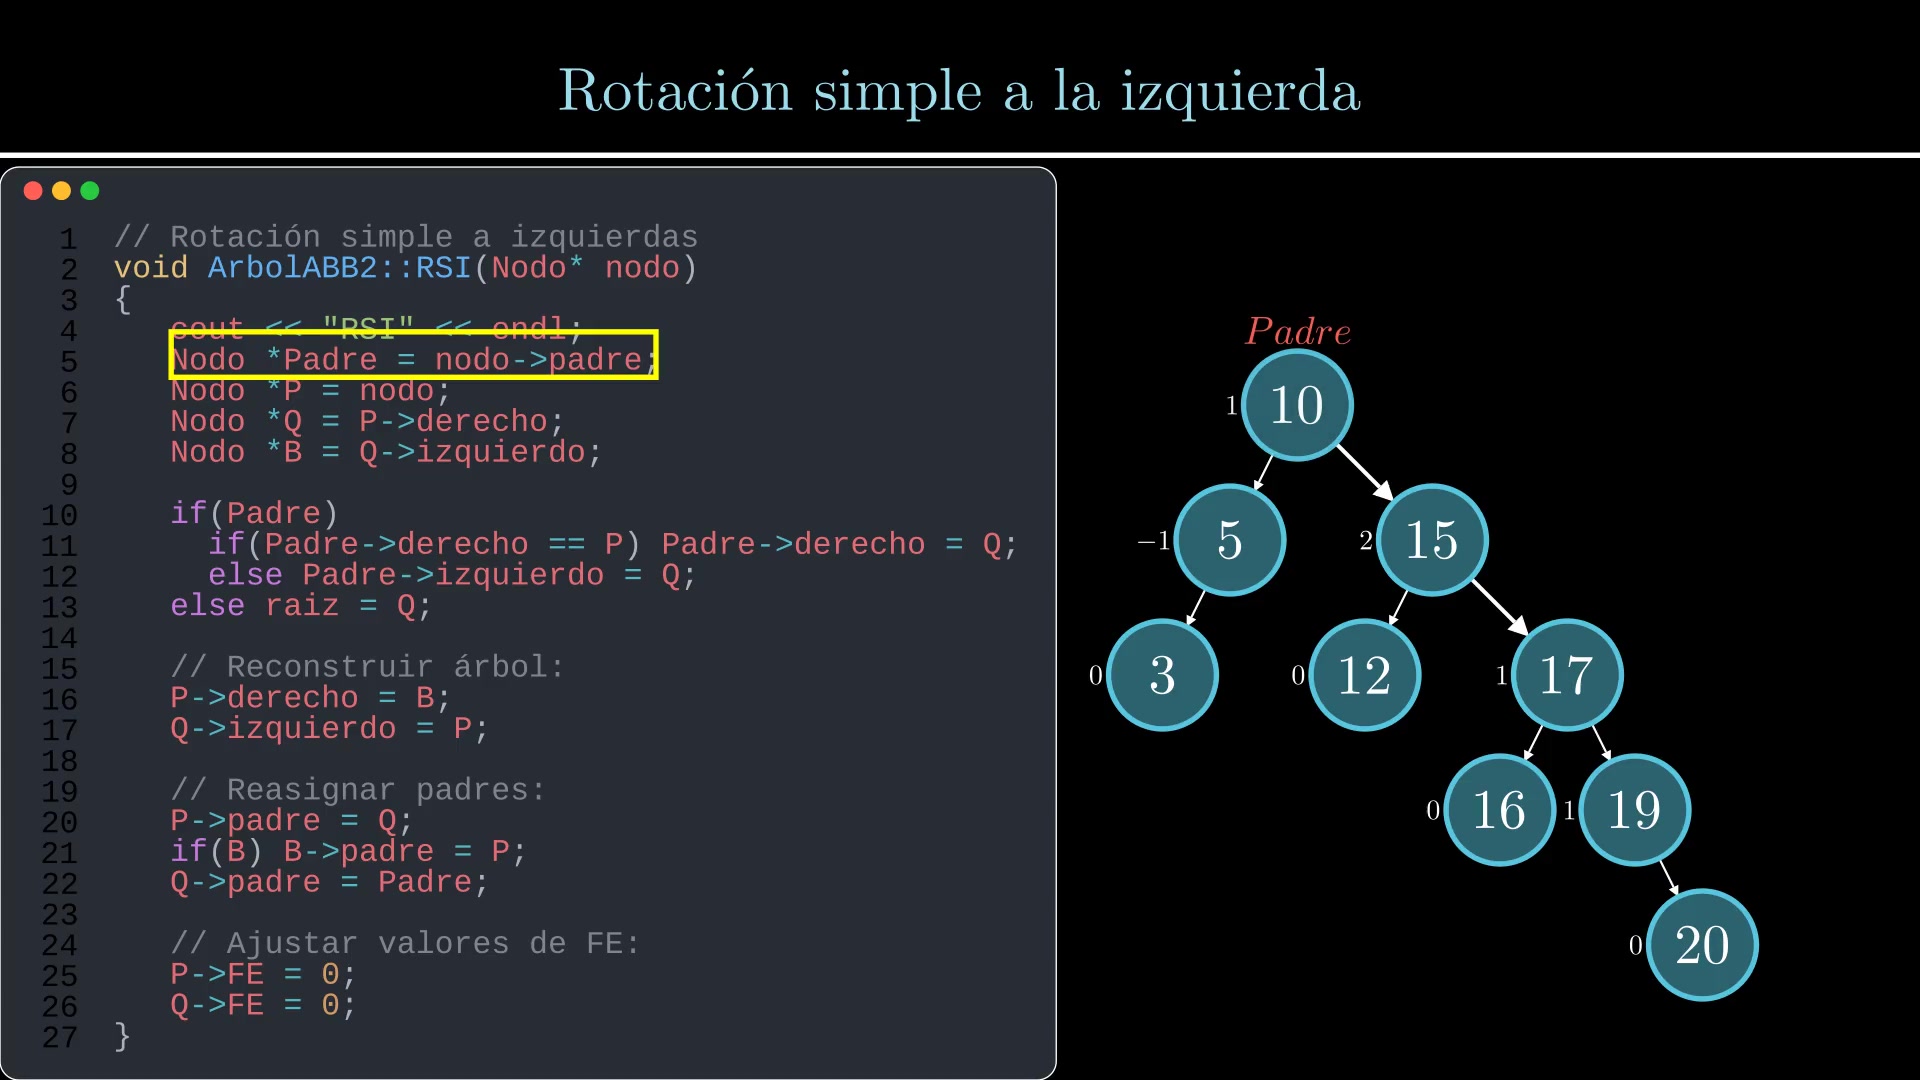 Rotación simple a la izquierda
1 // Rotación simple a izquierdas
2 void ArbolABB2::RSI(Nodo* nodo)
3 {
4 cout << "RSI" << endl;
5 Nodo *Padre = nodo->padre;
6 Nodo *P = nodo;
7 Nodo *Q = P->derecho;
8 Nodo *B = Q->izquierdo;
9
10 if(Padre)
11 if(Padre->derecho == P) Padre->derecho = Q;
12 else Padre->izquierdo = Q;
13 else raiz = Q;
14
15 // Reconstruir árbol:
16 P->derecho = B;
17 Q->izquierdo = P;
18
19 // Reasignar padres:
20 P->padre = Q;
21 if(B) B->padre = P;
22 Q->padre = Padre;
23
24 // Ajustar valores de FE:
25 P->FE = 0;
26 Q->FE = 0;
27 }
Padre
1 10
−1 5 2 15
0 3 0 12 1 17
0 16 1 19
0 20